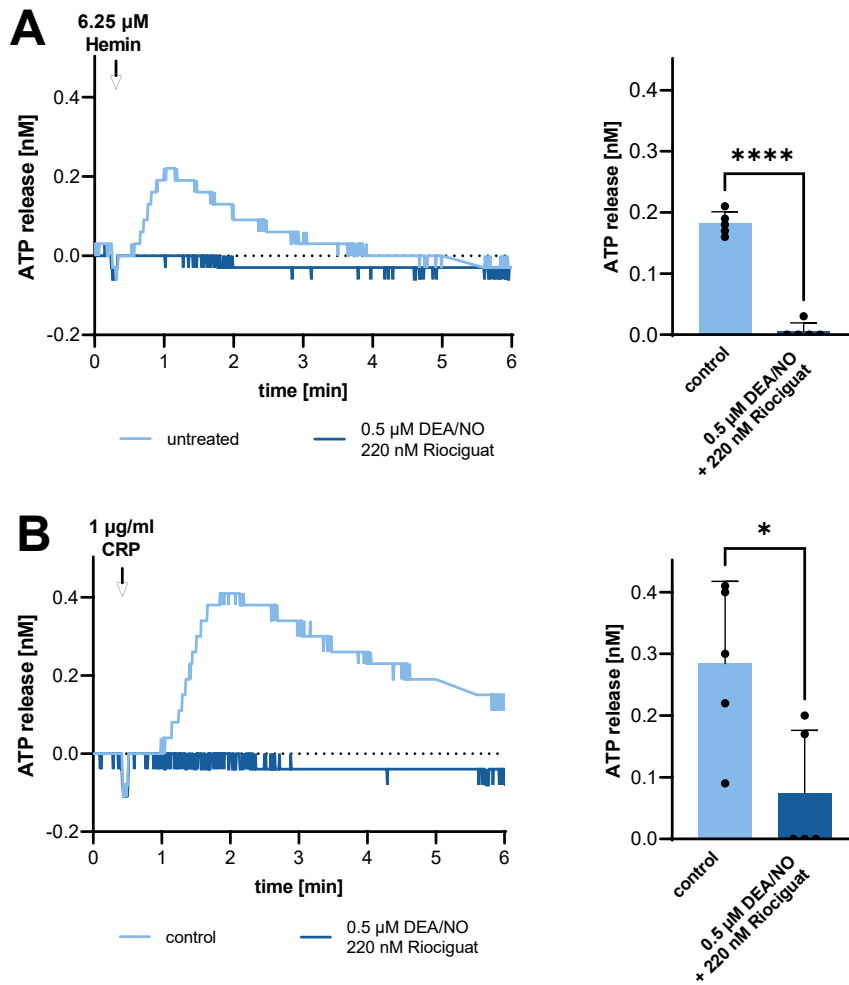 A
6.25 µM
Hemin
ATP release [nM]
0.4
0.2
0.0
-0.2
0
1
2
3
4
5
6
time [min]
untreated
0.5 µM DEA/NO
220 nM Riociguat
ATP release [nM]
0.4
0.3
0.2
0.1
0.0
****
control
0.5 µM DEA/NO
+ 220 nM Riociguat
B
1 µg/ml
CRP
ATP release [nM]
0.4
0.2
0.0
-0.2
0
1
2
3
4
5
6
time [min]
control
0.5 µM DEA/NO
220 nM Riociguat
ATP release [nM]
0.4
0.3
0.2
0.1
0.0
*
control
0.5 µM DEA/NO
+ 220 nM Riociguat